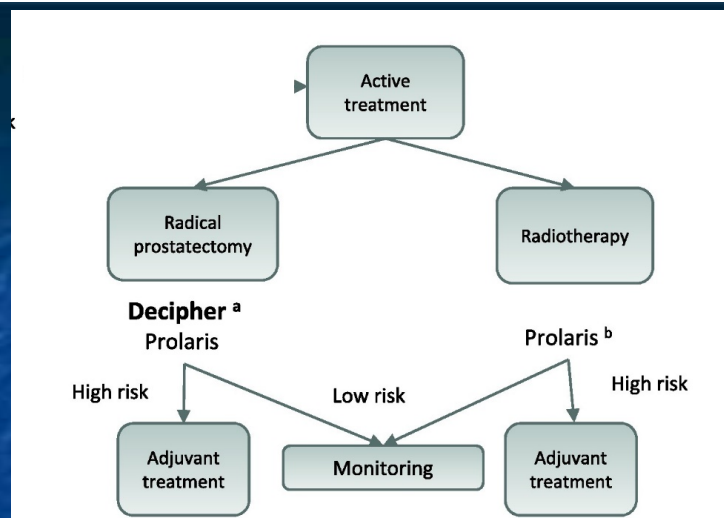 Active
treatment
Radical
prostatectomy
Radiotherapy
Decipher ᵃ
Prolaris
Prolaris ᵇ
High risk
Low risk
High risk
Adjuvant
treatment
Monitoring
Adjuvant
treatment